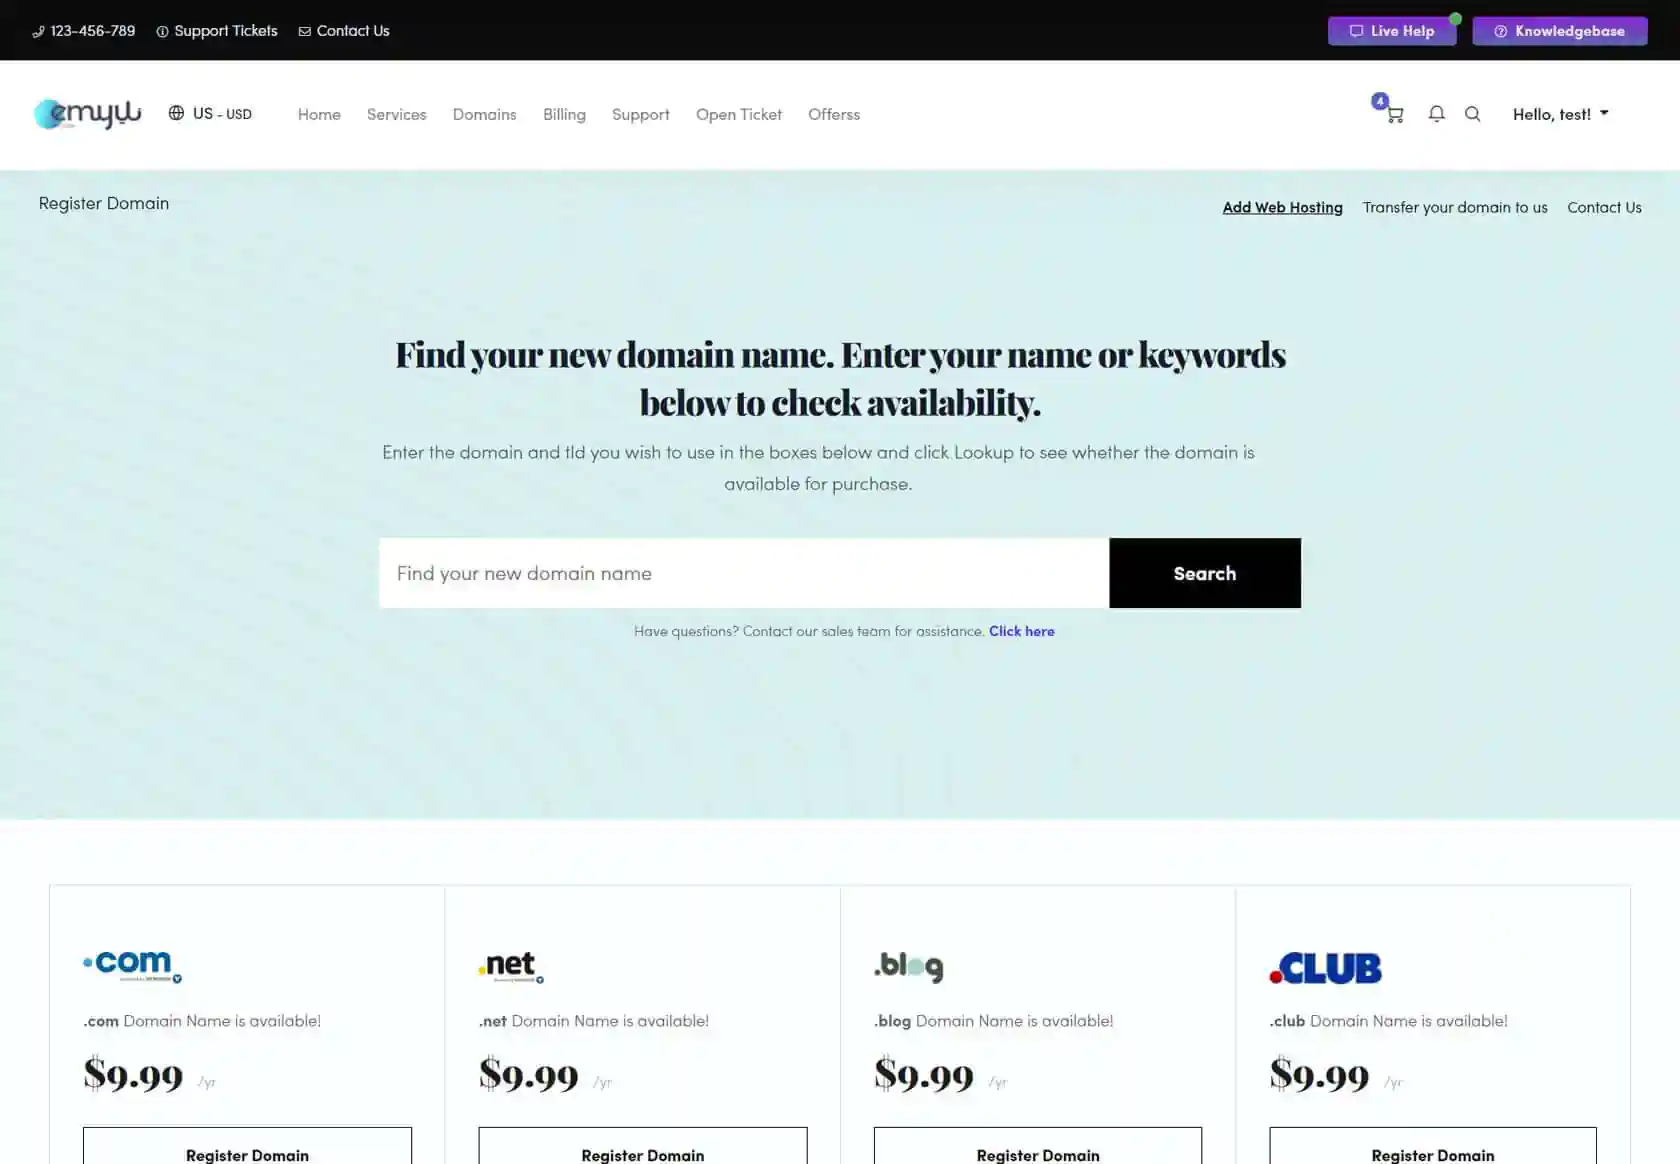 123-456-789 Support Tickets Contact Us Live Help Knowledgebase
US - USD Home Services Domains Billing Support Open Ticket Offerss 4 Hello, test!
Register Domain Add Web Hosting Transfer your domain to us Contact Us
Find your new domain name. Enter your name or keywords
below to check availability.
Enter the domain and tld you wish to use in the boxes below and click Lookup to see whether the domain is
available for purchase.
Find your new domain name Search
Have questions? Contact our sales team for assistance. Click here
.com .net .blog .CLUB
.com Domain Name is available! .net Domain Name is available! .blog Domain Name is available! .club Domain Name is available!
$9.99 /yr $9.99 /yr $9.99 /yr $9.99 /yr
Register Domain Register Domain Register Domain Register Domain